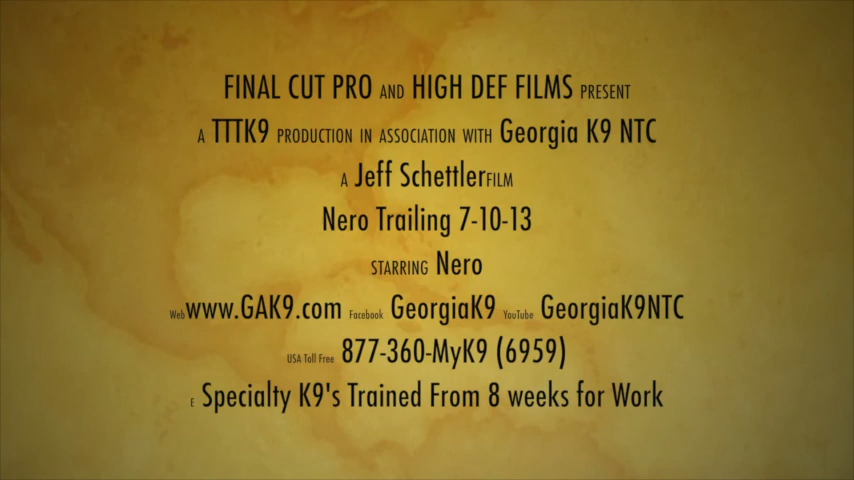 FINAL CUT PRO AND HIGH DEF FILMS PRESENT
A TTTK9 PRODUCTION IN ASSOCIATION WITH Georgia K9 NTC
A Jeff SchettlerFILM
Nero Trailing 7-10-13
STARRING Nero
Web www.GAK9.com Facebook GeorgiaK9 YouTube GeorgiaK9NTC
USA Toll Free 877-360-MyK9 (6959)
E Specialty K9's Trained From 8 weeks for Work